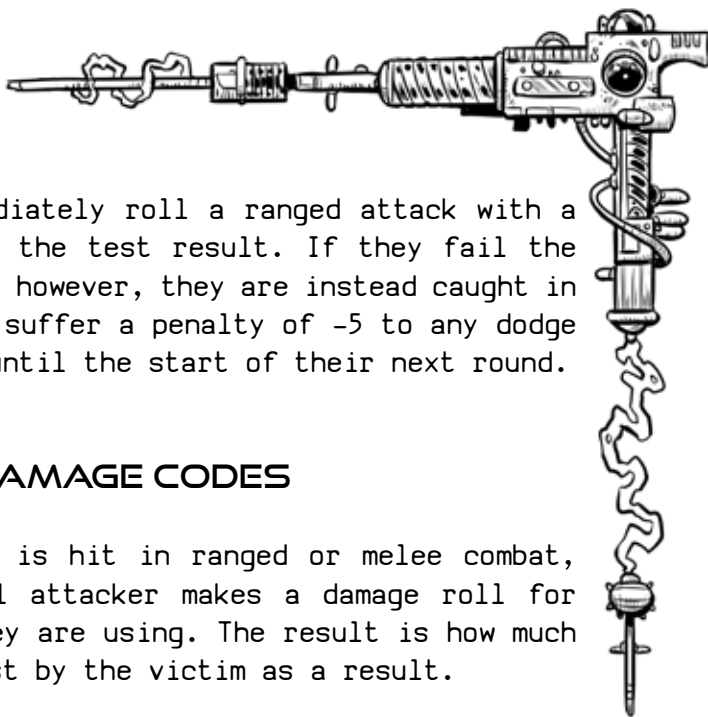 diately roll a ranged attack with a
the test result. If they fail the
however, they are instead caught in
suffer a penalty of -5 to any dodge
until the start of their next round.
AMAGE CODES
is hit in ranged or melee combat,
l attacker makes a damage roll for
ey are using. The result is how much
st by the victim as a result.